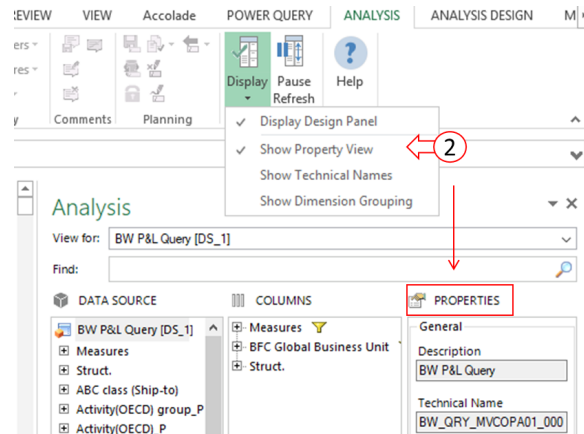 REVIEW VIEW Accolade POWER QUERY ANALYSIS ANALYSIS DESIGN M
ers
res
y
Display
Pause Refresh
Help
Comments Planning
Display Design Panel
Show Property View
2
Show Technical Names
Show Dimension Grouping
Analysis
View for: BW P&L Query [DS_1]
Find:
DATA SOURCE COLUMNS PROPERTIES
BW P&L Query [DS_1]
Measures
Struct.
ABC class (Ship-to)
Activity(OECD) group_P
Activity(OECD) P
Measures
BFC Global Business Unit
Struct.
General
Description
BW P&L Query
Technical Name
BW_QRY_MVCOPA01_000